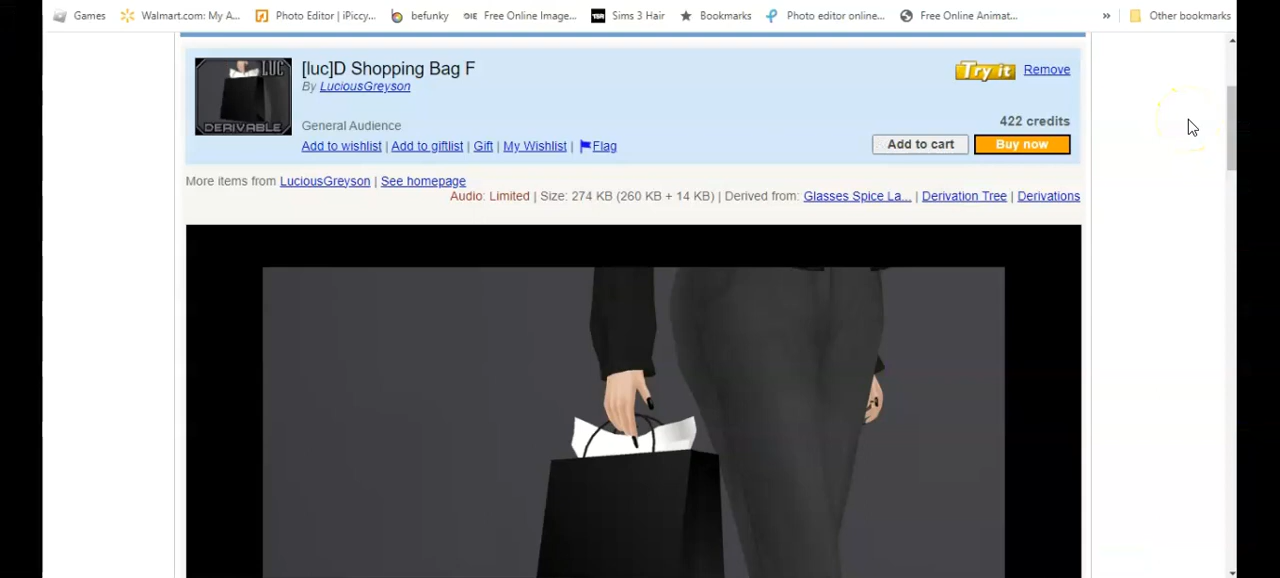 Games Walmart.com: My A... Photo Editor | iPiccy... befunky DIE Free Online Image... TSR Sims 3 Hair Bookmarks Photo editor online... Free Online Animat... » Other bookmarks
LUC
DERIVABLE
[luc]D Shopping Bag F
By LuciousGreyson
Try it Remove
General Audience
422 credits
Add to wishlist | Add to giftlist | Gift | My Wishlist | Flag
Add to cart Buy now
More items from LuciousGreyson | See homepage
Audio: Limited | Size: 274 KB (260 KB + 14 KB) | Derived from: Glasses Spice La... | Derivation Tree | Derivations